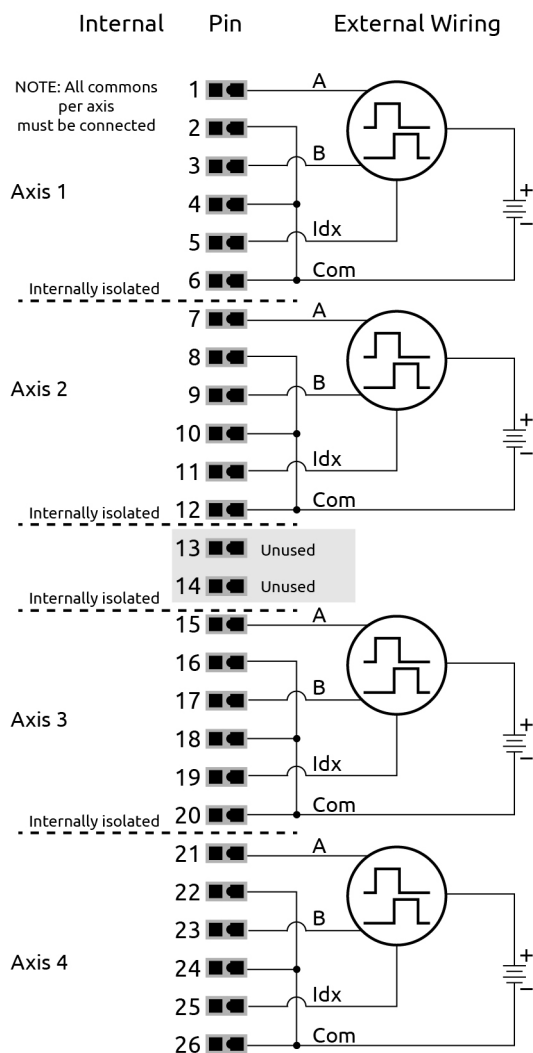 Internal Pin External Wiring
NOTE: All commons
per axis
must be connected
1 A
2
3 B
Axis 1
4
+
–
5 Idx
6 Com
Internally isolated
7 A
8
Axis 2
9 B
10
+
–
11 Idx
12 Com
Internally isolated
13 Unused
14 Unused
Internally isolated
15 A
16
17 B
Axis 3
18
+
–
19 Idx
20 Com
Internally isolated
21 A
22
23 B
Axis 4
24
+
–
25 Idx
26 Com